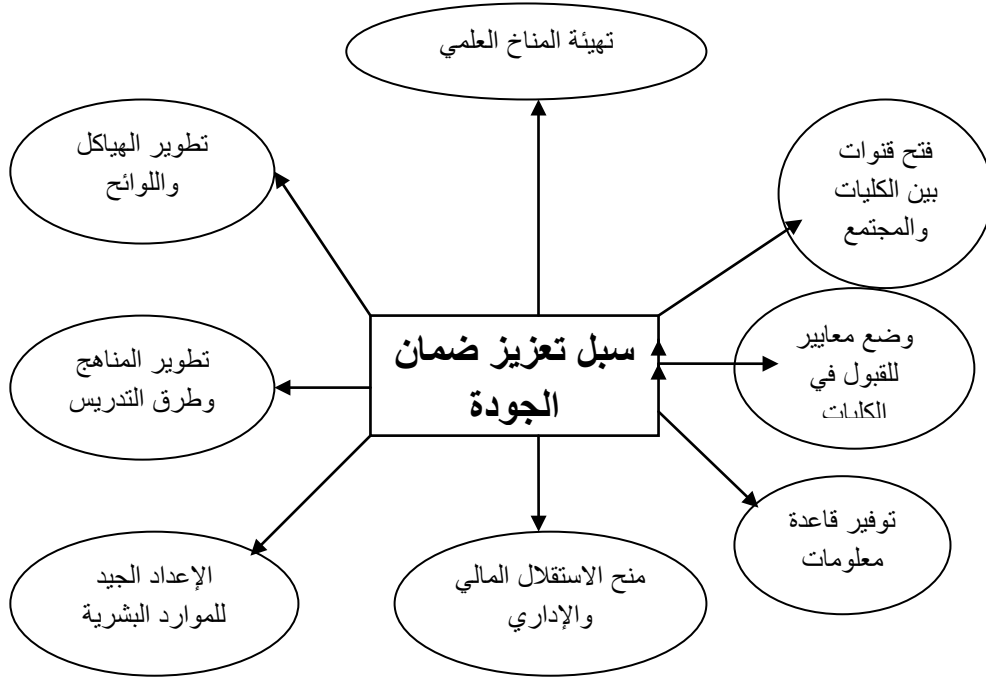 تهيئة المناخ العلمي
فتح قنوات
بين الكليات
والمجتمع
تطوير الهياكل
واللوائح
سبل تعزيز ضمان
الجودة
وضع معايير
للقبول في
الكليات
تطوير المناهج
وطرق التدريس
توفير قاعدة
معلومات
منح الاستقلال المالي
والإداري
الإعداد الجيد
للموارد البشرية